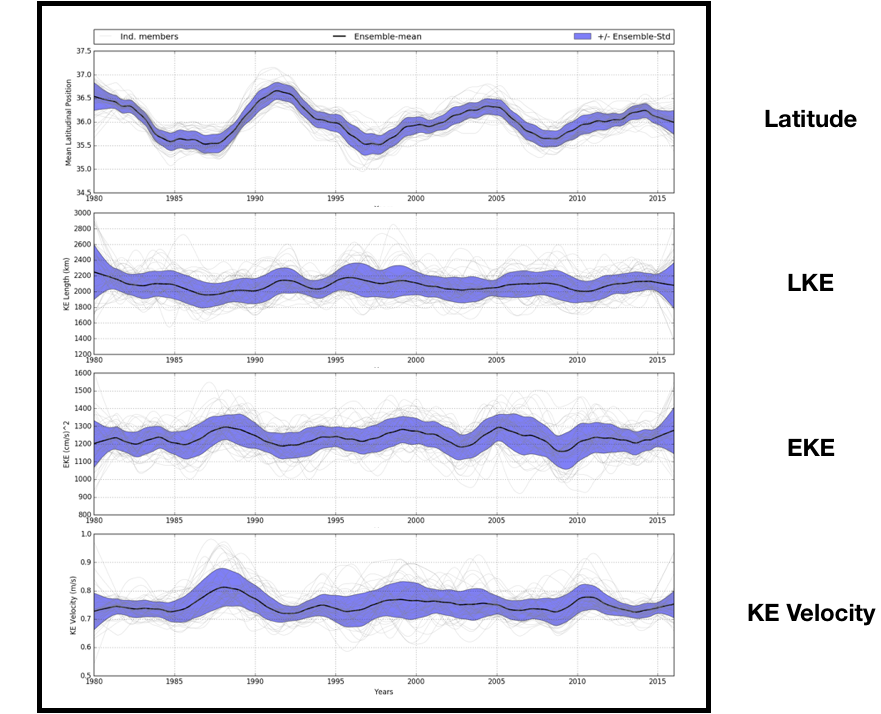 Ind. members Ensemble-mean +/- Ensemble-Std
Mean Latitudinal Position
37.5
37.0
36.5
36.0
35.5
35.0
34.5
1980 1985 1990 1995 2000 2005 2010 2015
Latitude
KE Length (km)
3000
2800
2600
2400
2200
2000
1800
1600
1400
1200
1980 1985 1990 1995 2000 2005 2010 2015
LKE
EKE (cm/s)^2
1600
1500
1400
1300
1200
1100
1000
900
800
1980 1985 1990 1995 2000 2005 2010 2015
EKE
KE Velocity (m/s)
1.0
0.9
0.8
0.7
0.6
0.5
1980 1985 1990 1995 2000 2005 2010 2015
Years
KE Velocity